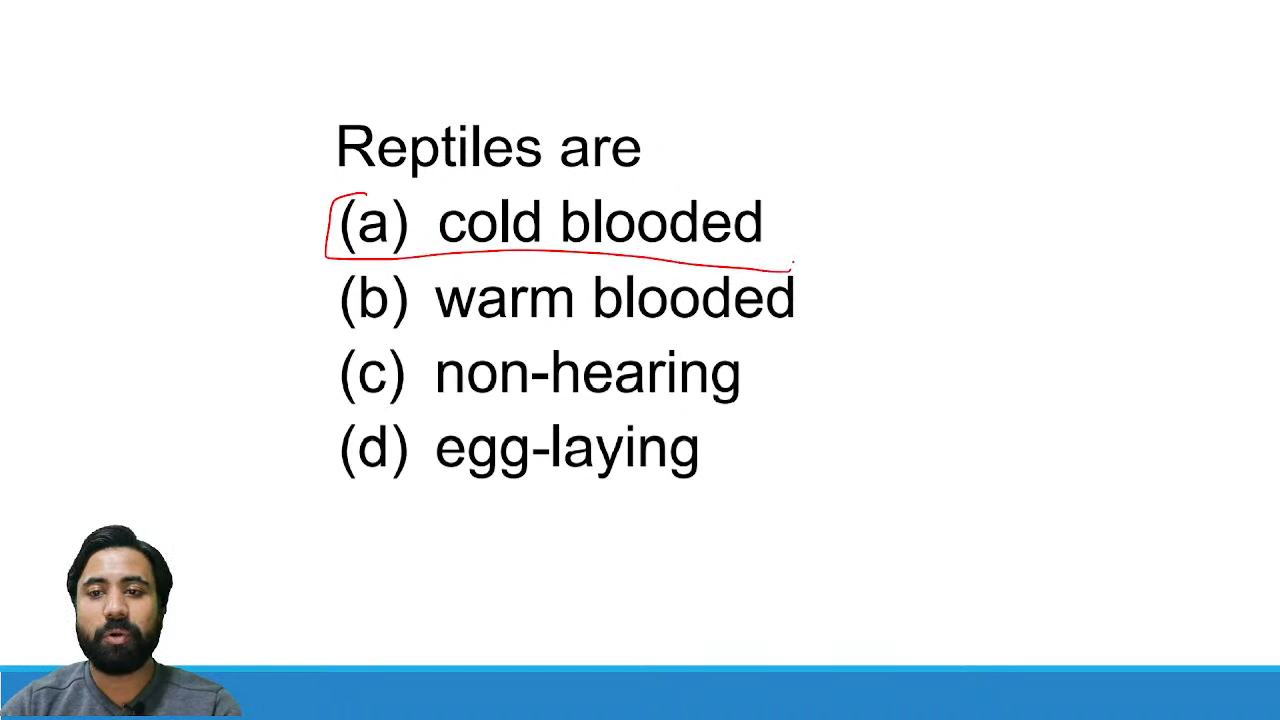 Reptiles are
(a) cold blooded
(b) warm blooded
(c) non-hearing
(d) egg-laying